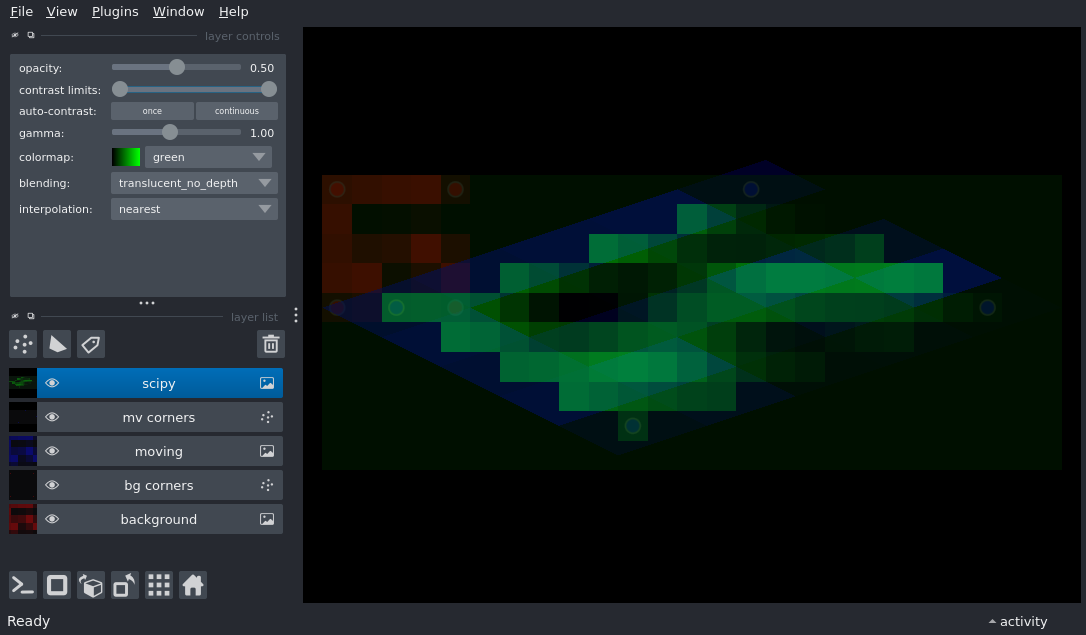 File View Plugins Window Help
layer controls
opacity: 0.50
contrast limits:
auto-contrast: once continuous
gamma: 1.00
colormap: green
blending: translucent_no_depth
interpolation: nearest
layer list
scipy
mv corners
moving
bg corners
background
Ready activity